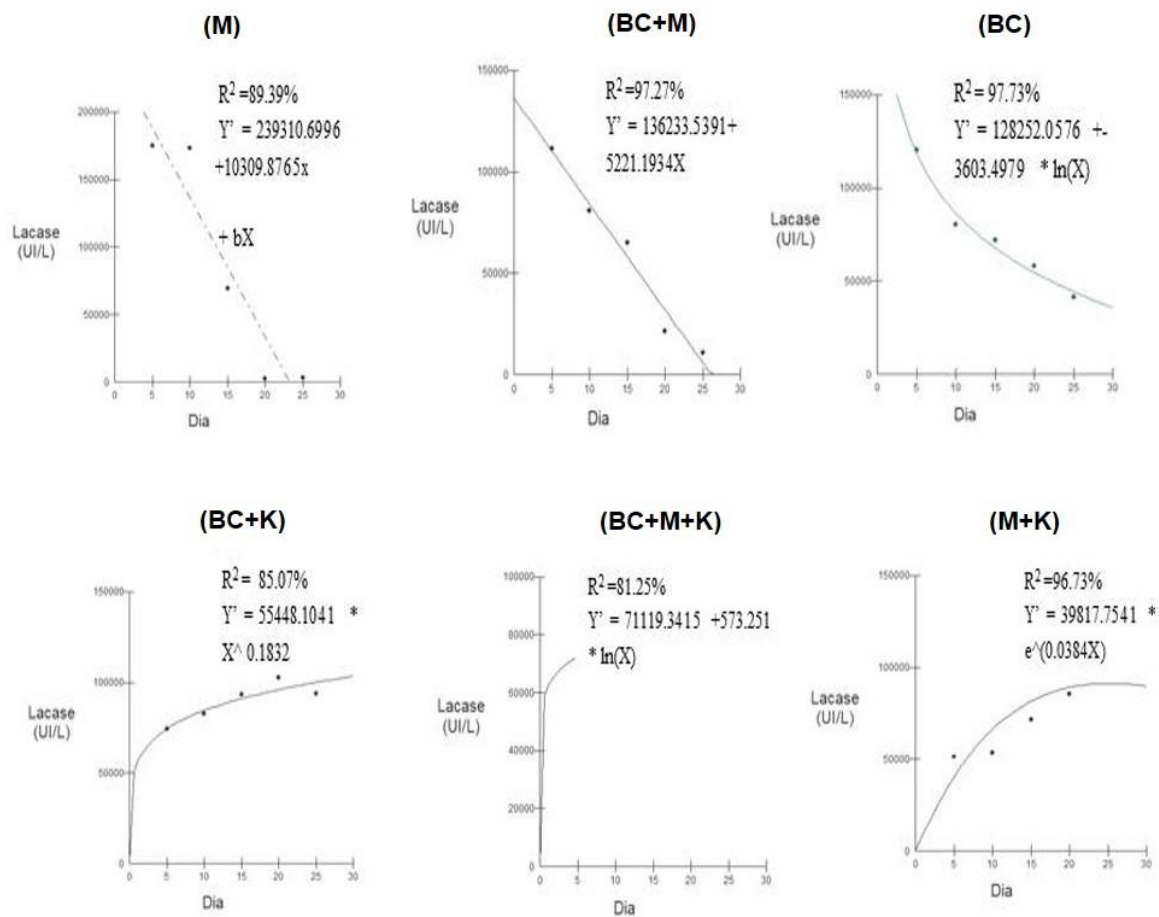 (M)
R² =89.39%
Y’ = 239310.6996
+10309.8765x
+ bX
200000
150000
100000
50000
0
Lacase
(UI/L)
0 5 10 15 20 25 30
Dia
(BC+M)
R² =97.27%
Y’ = 136233.5391+
5221.1934X
150000
100000
50000
0
Lacase
(UI/L)
0 5 10 15 20 25 30
Dia
(BC)
R² = 97.73%
Y’ = 128252.0576 +-
3603.4979 * ln(X)
150000
100000
50000
0
Lacase
(UI/L)
0 5 10 15 20 25 30
Dia
(BC+K)
R² = 85.07%
Y’ = 55448.1041 *
X^ 0.1832
150000
100000
50000
0
Lacase
(UI/L)
0 5 10 15 20 25 30
Dia
(BC+M+K)
R² =81.25%
Y’ = 71119.3415 +573.251
* ln(X)
100000
80000
60000
40000
20000
0
Lacase
(UI/L)
0 5 10 15 20 25 30
Dia
(M+K)
R² =96.73%
Y’ = 39817.7541 *
e^(0.0384X)
150000
100000
50000
0
Lacase
(UI/L)
0 5 10 15 20 25 30
Dia